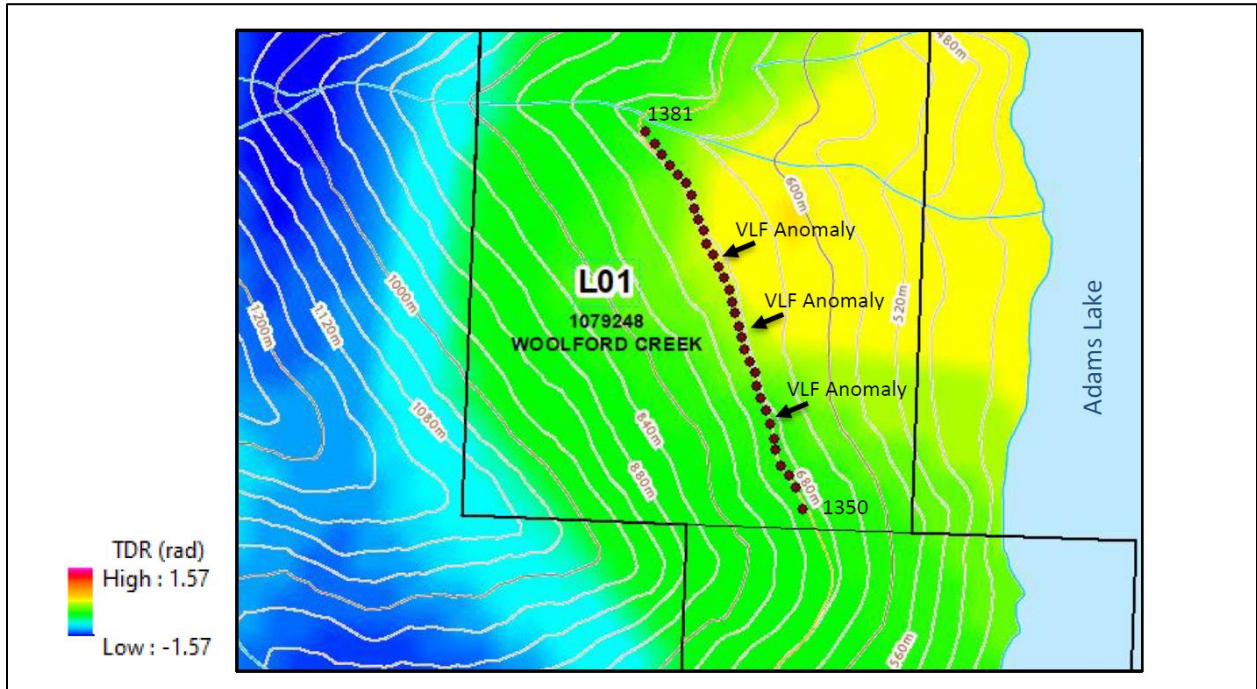 480m
1381
600m
VLF Anomaly
L01
1079248
WOOLFORD CREEK
1000m
1200m
1120m
VLF Anomaly
520m
Adams Lake
VLF Anomaly
1080m
840m
880m
680m
1350
560m
TDR (rad)
High : 1.57
Low : -1.57